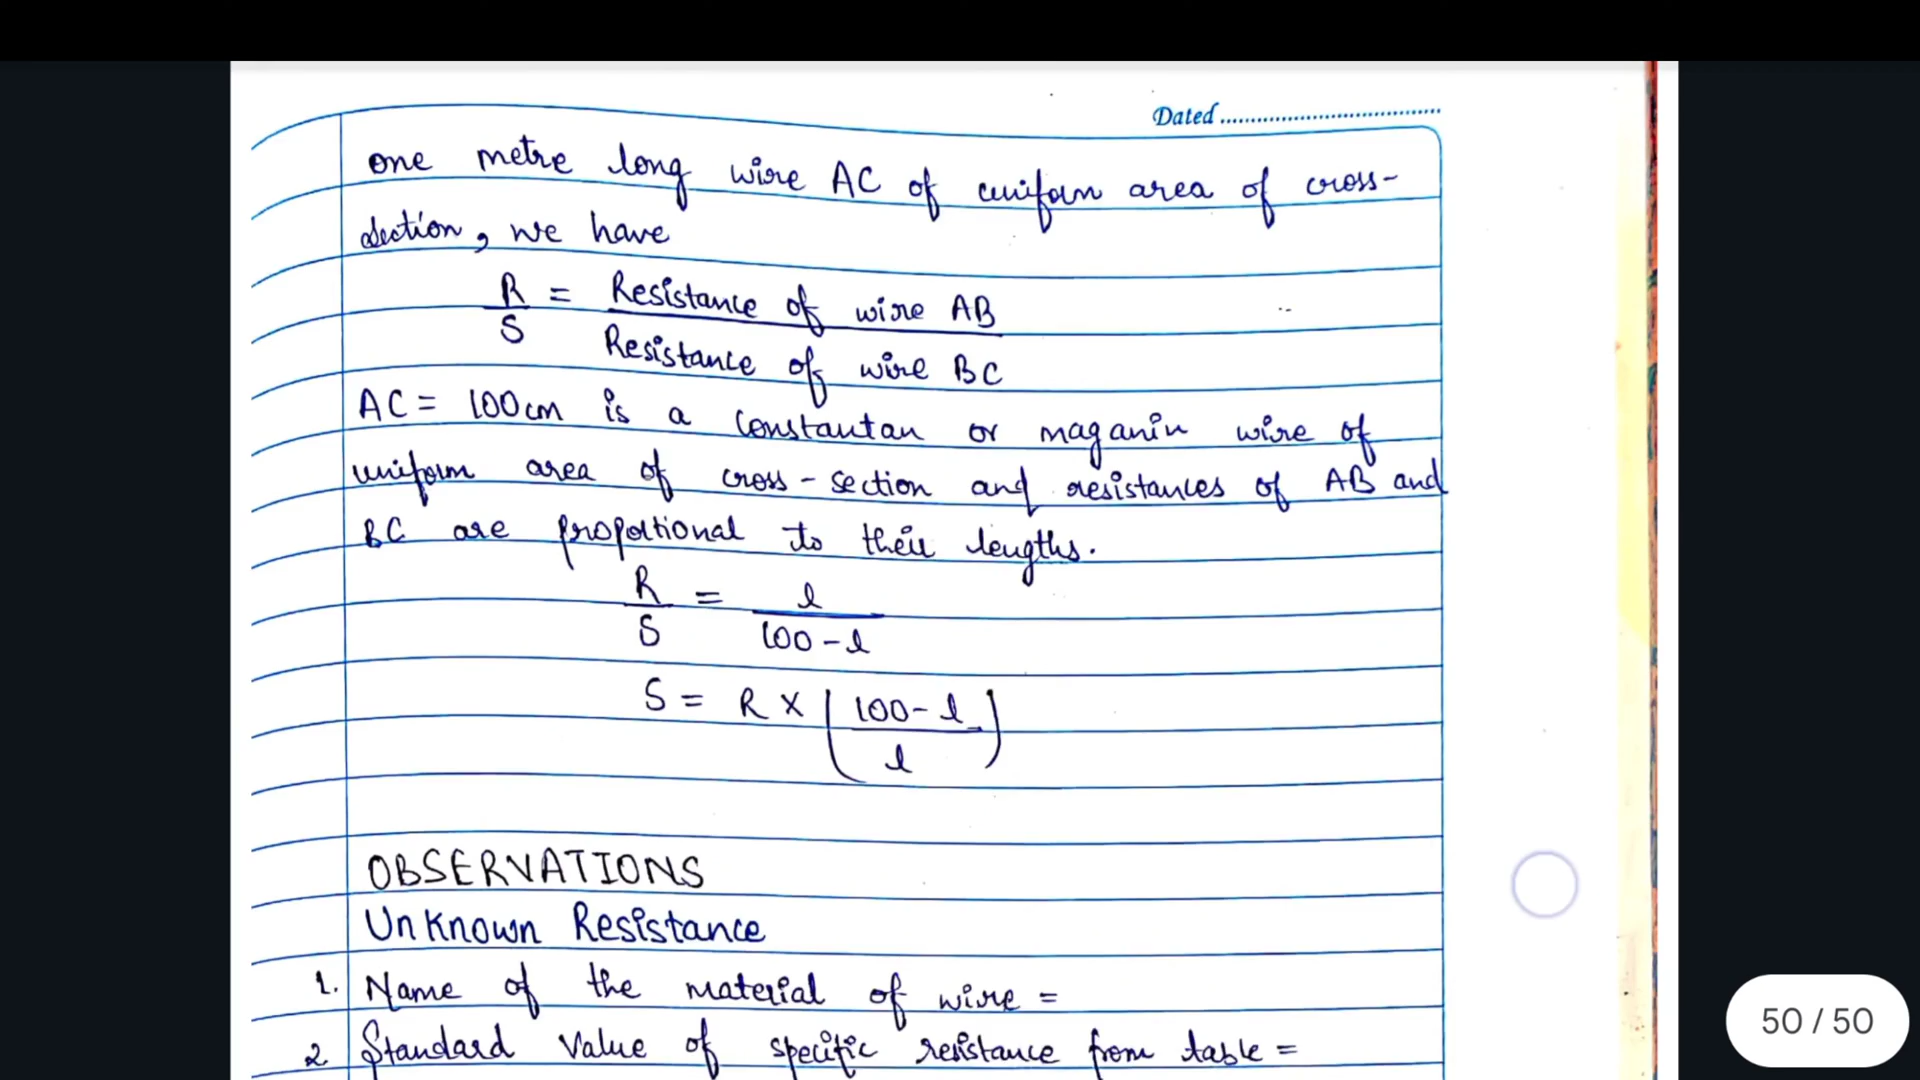 Dated
one metre long wire AC of uniform area of cross-
section, we have
R/S = Resistance of wire AB / Resistance of wire BC
AC = 100cm is a constantan or maganin wire of
uniform area of cross-section and resistances of AB and
BC are proportional to their lengths.
R/S = l / 100-l
S = R × (100-l / l)
OBSERVATIONS
Unknown Resistance
1. Name of the material of wire =
2 Standard value of specific resistance from table =
50 / 50